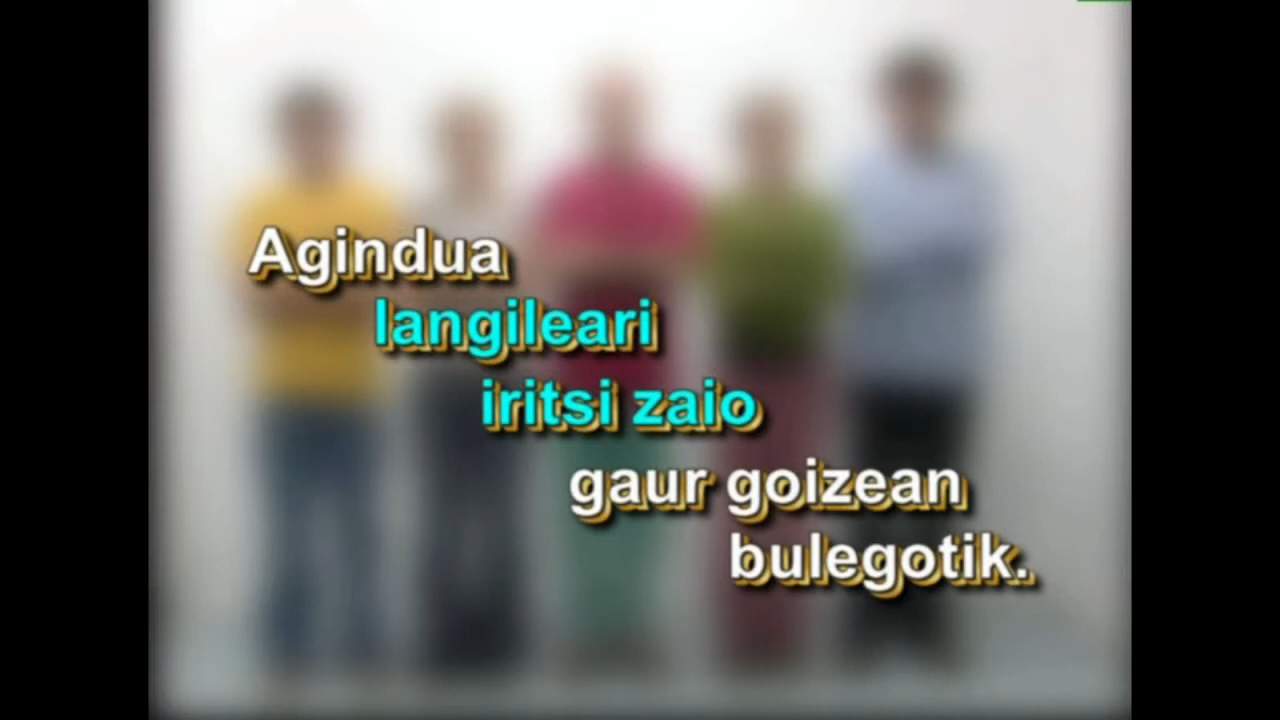 Agindua
langileari
iritsi zaio
gaur goizean
bulegotik.